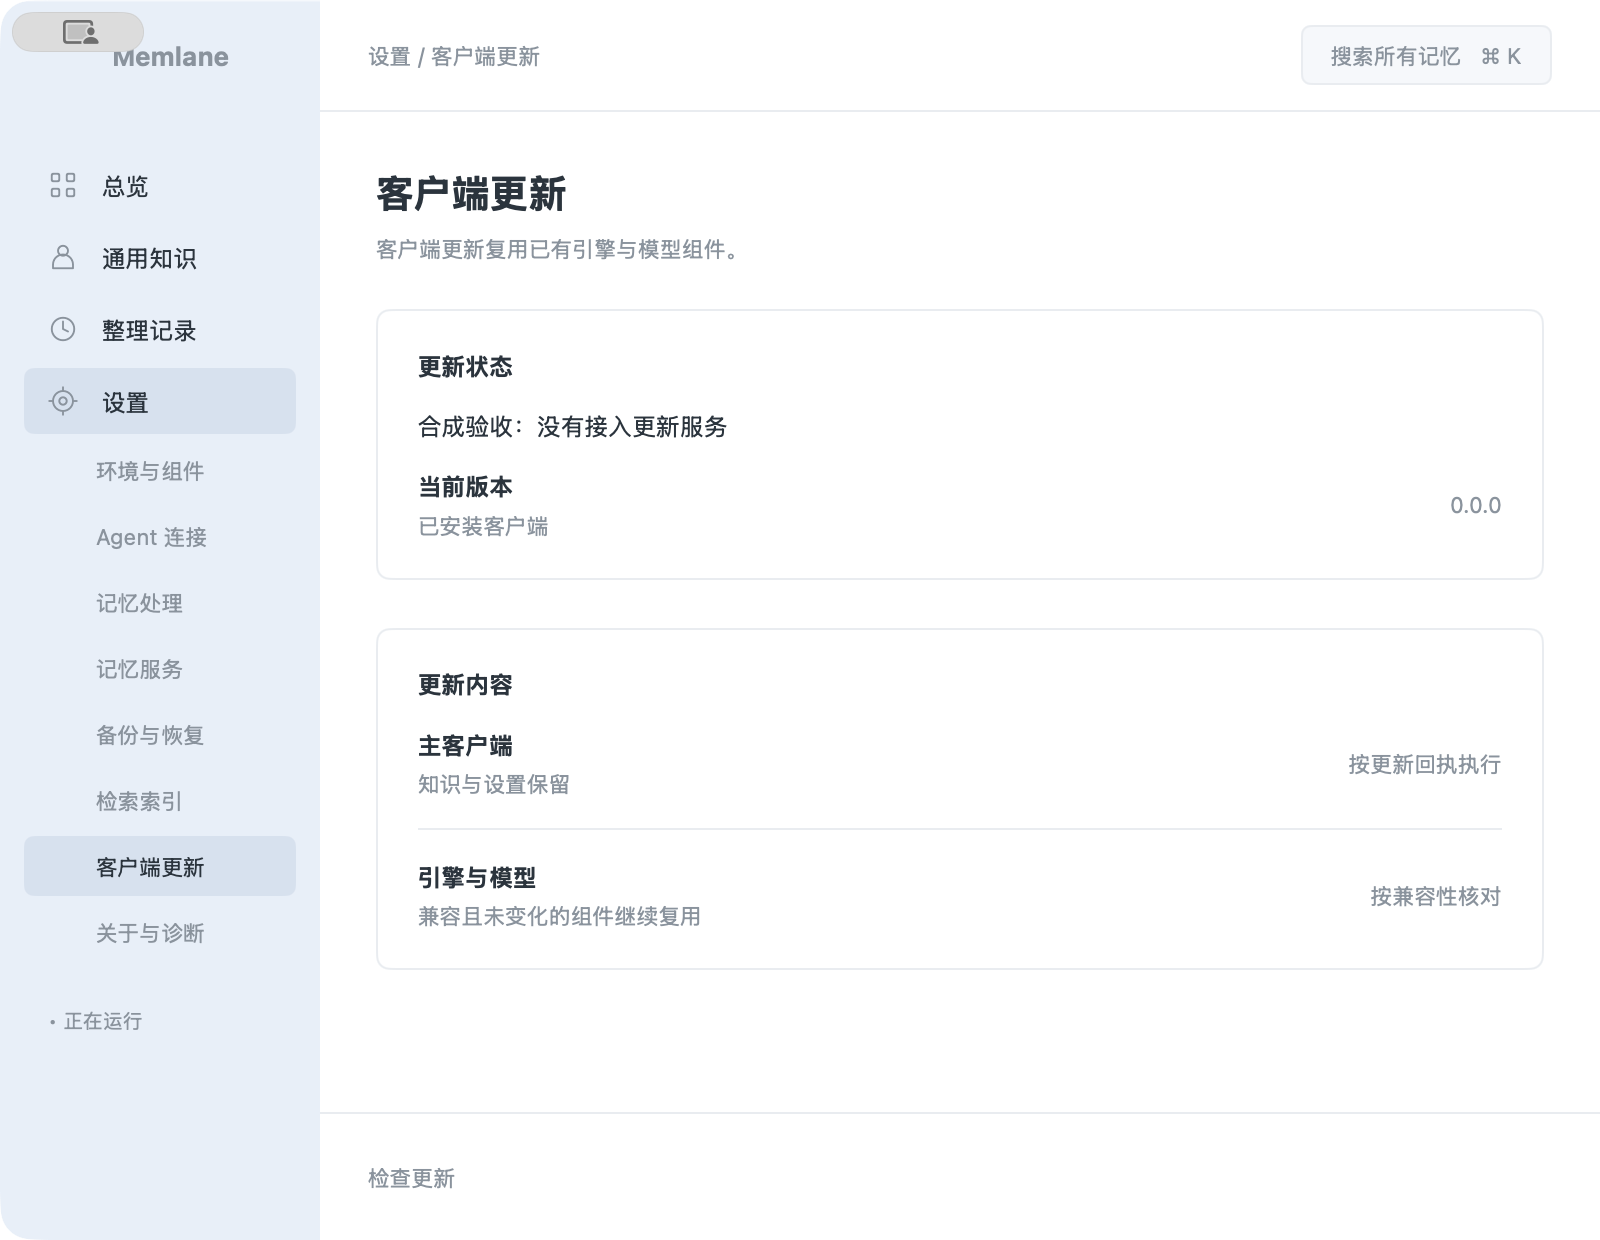 Memlane
总览
通用知识
整理记录
设置
环境与组件
Agent 连接
记忆处理
记忆服务
备份与恢复
检索索引
客户端更新
关于与诊断
• 正在运行
设置 / 客户端更新
搜索所有记忆 ⌘ K
客户端更新
客户端更新复用已有引擎与模型组件。
更新状态
合成验收：没有接入更新服务
当前版本
已安装客户端
0.0.0
更新内容
主客户端
知识与设置保留
按更新回执执行
引擎与模型
兼容且未变化的组件继续复用
按兼容性核对
检查更新